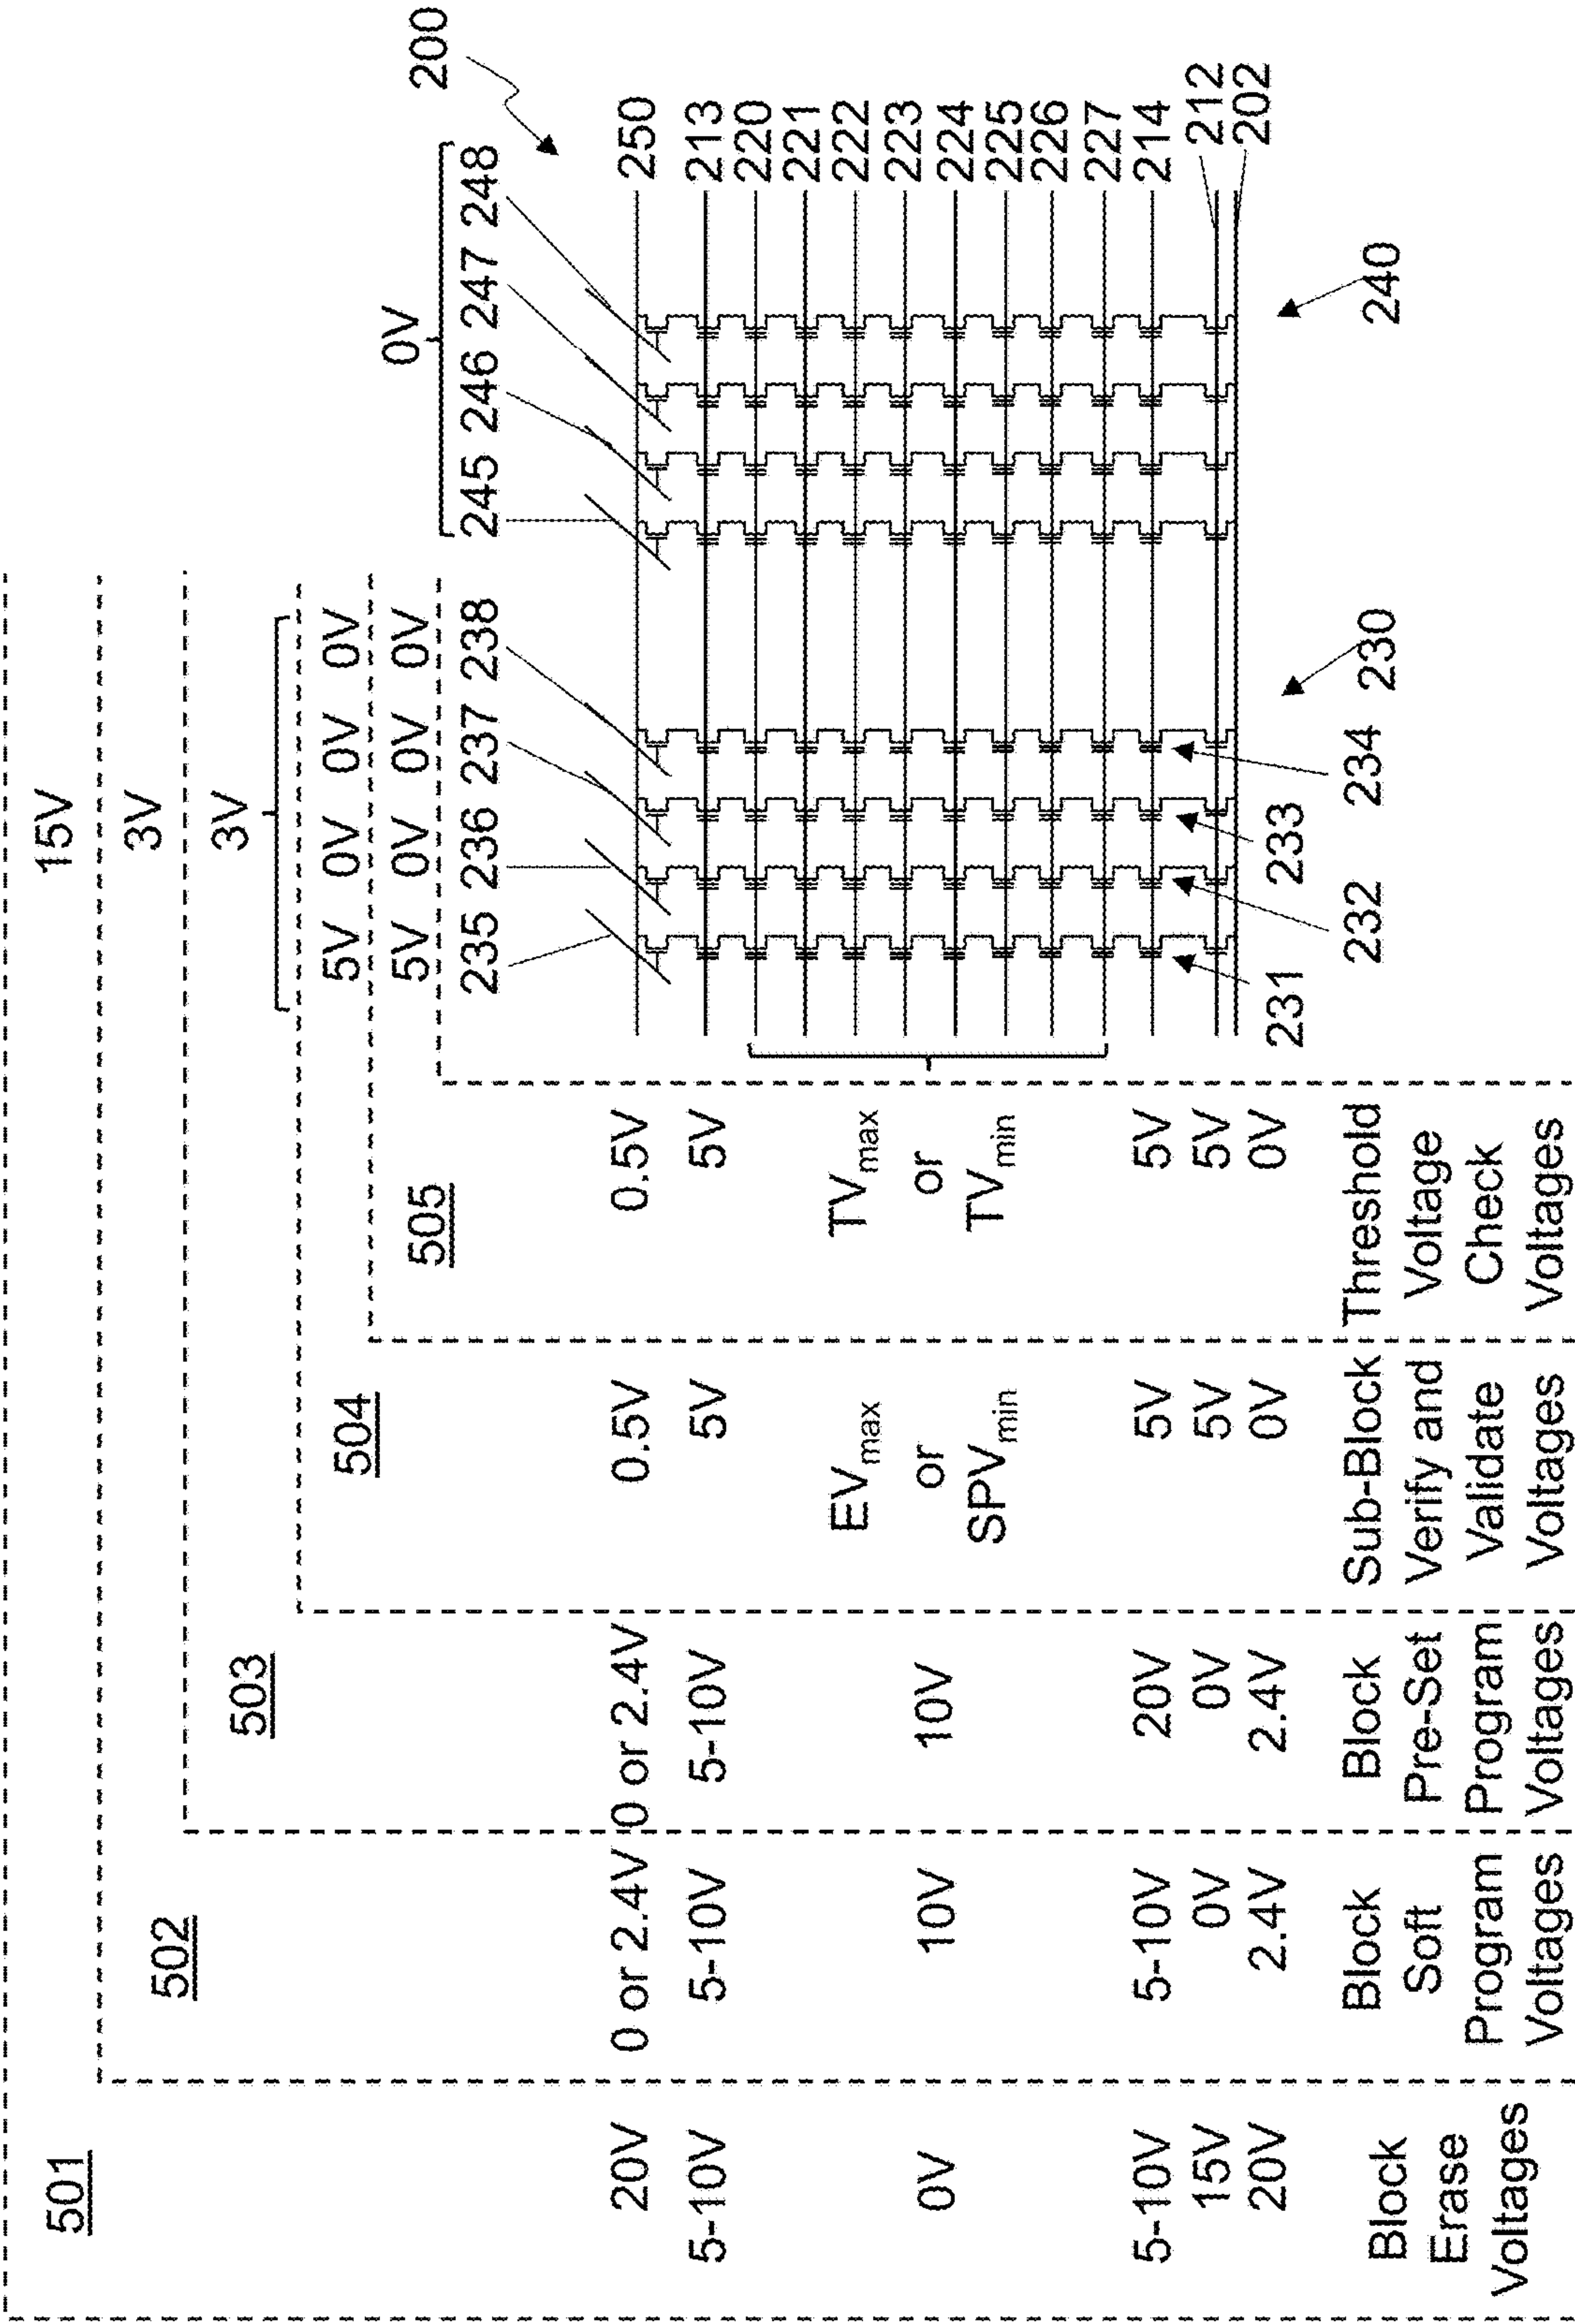 15V
3V
3V
5V 0V 0V 0V
5V 0V 0V 0V
0V
235 236 237 238 245 246 247 248
200
501
502
503
504
505
20V 0 or 2.4V 0 or 2.4V 0.5V 0.5V 250
5-10V 5-10V 5-10V 5V 5V 213
220
221
222
223
224
225
226
227
0V 10V 10V
EVmax
or
SPVmin
TVmax
or
TVmin
5-10V 5-10V 20V 5V 5V 214
15V 0V 0V 5V 5V 212
20V 2.4V 2.4V 0V 0V 202
231 232 233 234 230 240
Block
Erase
Voltages
Block
Soft
Program
Voltages
Block
Pre-Set
Program
Voltages
Sub-Block
Verify and
Validate
Voltages
Threshold
Voltage
Check
Voltages